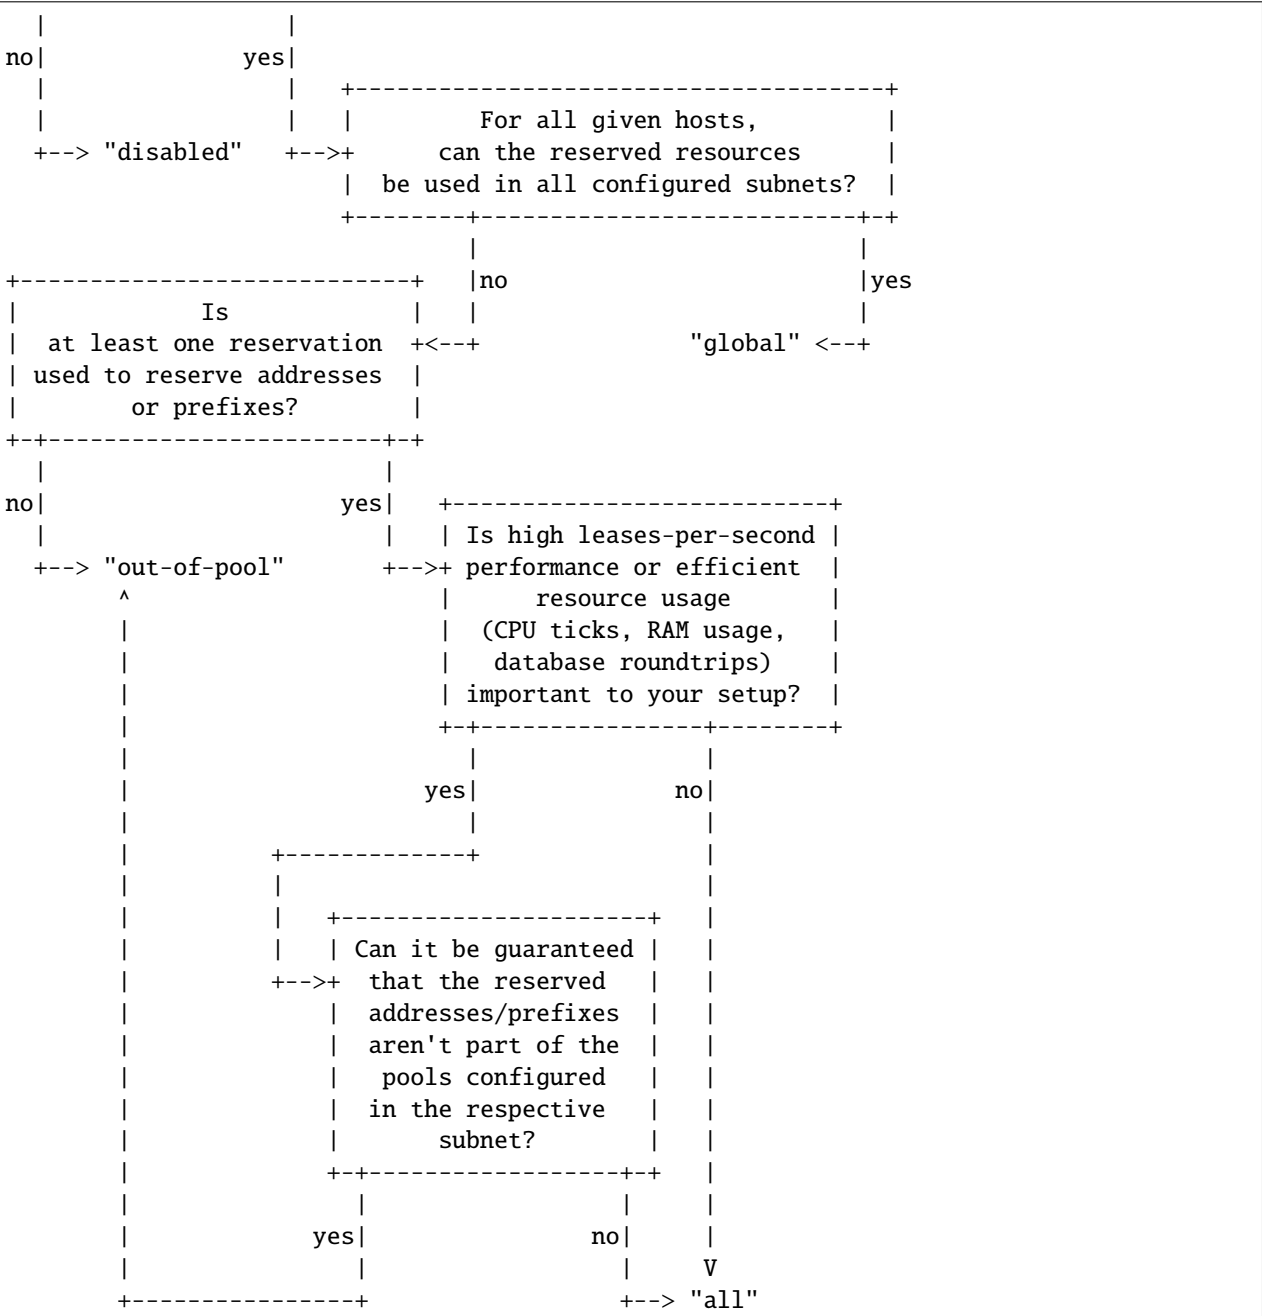 no| yes|
For all given hosts,
+--> "disabled" +-->+ can the reserved resources
be used in all configured subnets?
|no |yes
Is
at least one reservation +<--+ "global" <--+
used to reserve addresses
or prefixes?
no| yes|
Is high leases-per-second
+--> "out-of-pool" +-->+ performance or efficient
^ resource usage
(CPU ticks, RAM usage,
database roundtrips)
important to your setup?
yes| no|
Can it be guaranteed
+-->+ that the reserved
addresses/prefixes
aren't part of the
pools configured
in the respective
subnet?
yes| no|
V
+--> "all"